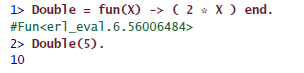 1> Double = fun(X) -> ( 2 * X ) end.
#Fun<erl_eval.6.56006484>
2> Double(5).
10